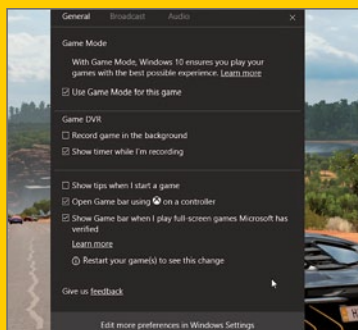 General Broadcast Audio
Game Mode
With Game Mode, Windows 10 ensures you play your
games with the best possible experience. Learn more
Use Game Mode for this game
Game DVR
Record game in the background
Show timer while I'm recording
Show tips when I start a game
Open Game bar using on a controller
Show Game bar when I play full-screen games Microsoft has
verified
Learn more
Restart your game(s) to see this change
Give us feedback
Edit more preferences in Windows Settings